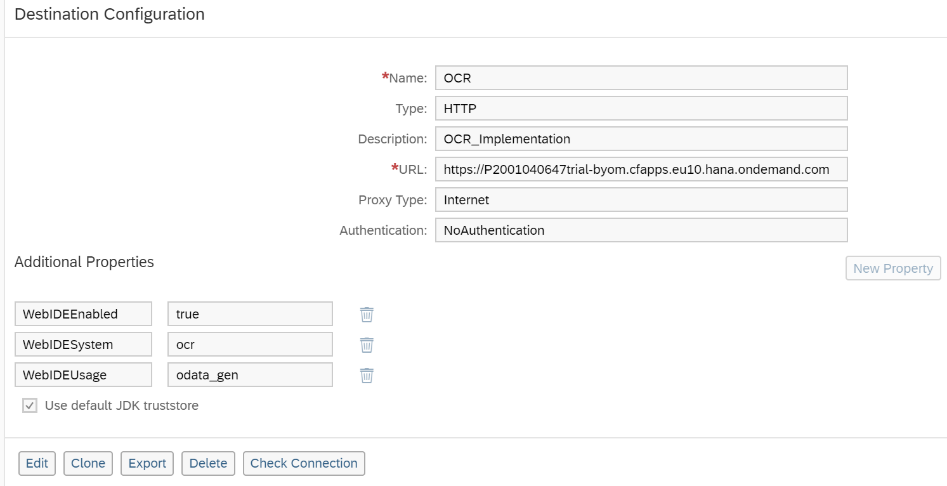 Destination Configuration
*Name: OCR
Type: HTTP
Description: OCR_Implementation
*URL: https://P2001040647trial-byom.cfapps.eu10.hana.ondemand.com
Proxy Type: Internet
Authentication: NoAuthentication
Additional Properties
New Property
WebIDEEnabled true
WebIDESystem ocr
WebIDEUsage odata_gen
Use default JDK truststore
Edit Clone Export Delete Check Connection